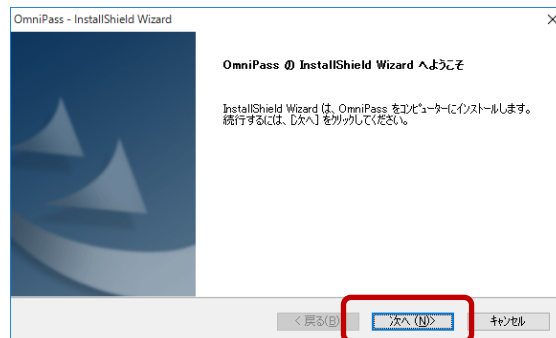 OmniPass - InstallShield Wizard
OmniPass の InstallShield Wizard へようこそ
InstallShield Wizard は、OmniPass をコンピューターにインストールします。
続行するには、[次へ] をクリックしてください。
< 戻る(B)
次へ (N)>
キャンセル